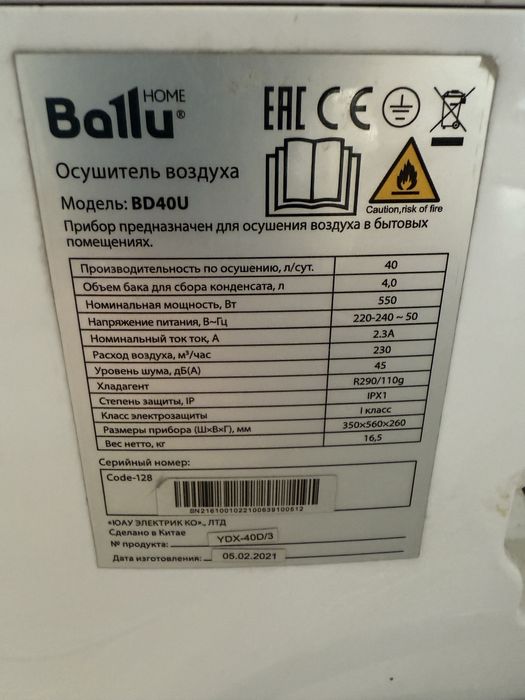 HOME
Ballu®
EAC CE
Осушитель воздуха
Модель: BD40U
Caution,risk of fire
Прибор предназначен для осушения воздуха в бытовых
помещениях.
Производительность по осушению, л/сут. 40
Объем бака для сбора конденсата, л 4,0
Номинальная мощность, Вт 550
Напряжение питания, В~Гц 220-240 ~ 50
Номинальный ток ток, А 2.3A
Расход воздуха, м³/час 230
Уровень шума, дБ(А) 45
Хладагент R290/110g
Степень защиты, IP IPX1
Класс электрозащиты I класс
Размеры прибора (Ш×В×Г), мм 350×560×260
Вес нетто, кг 16,5
Серийный номер:
Code-128
BN2161001022100639100612
«ЮАУ ЭЛЕКТРИК КО»., ЛТД
Сделано в Китае
№ продукта: YDX-40D/3
Дата изготовления: 05.02.2021